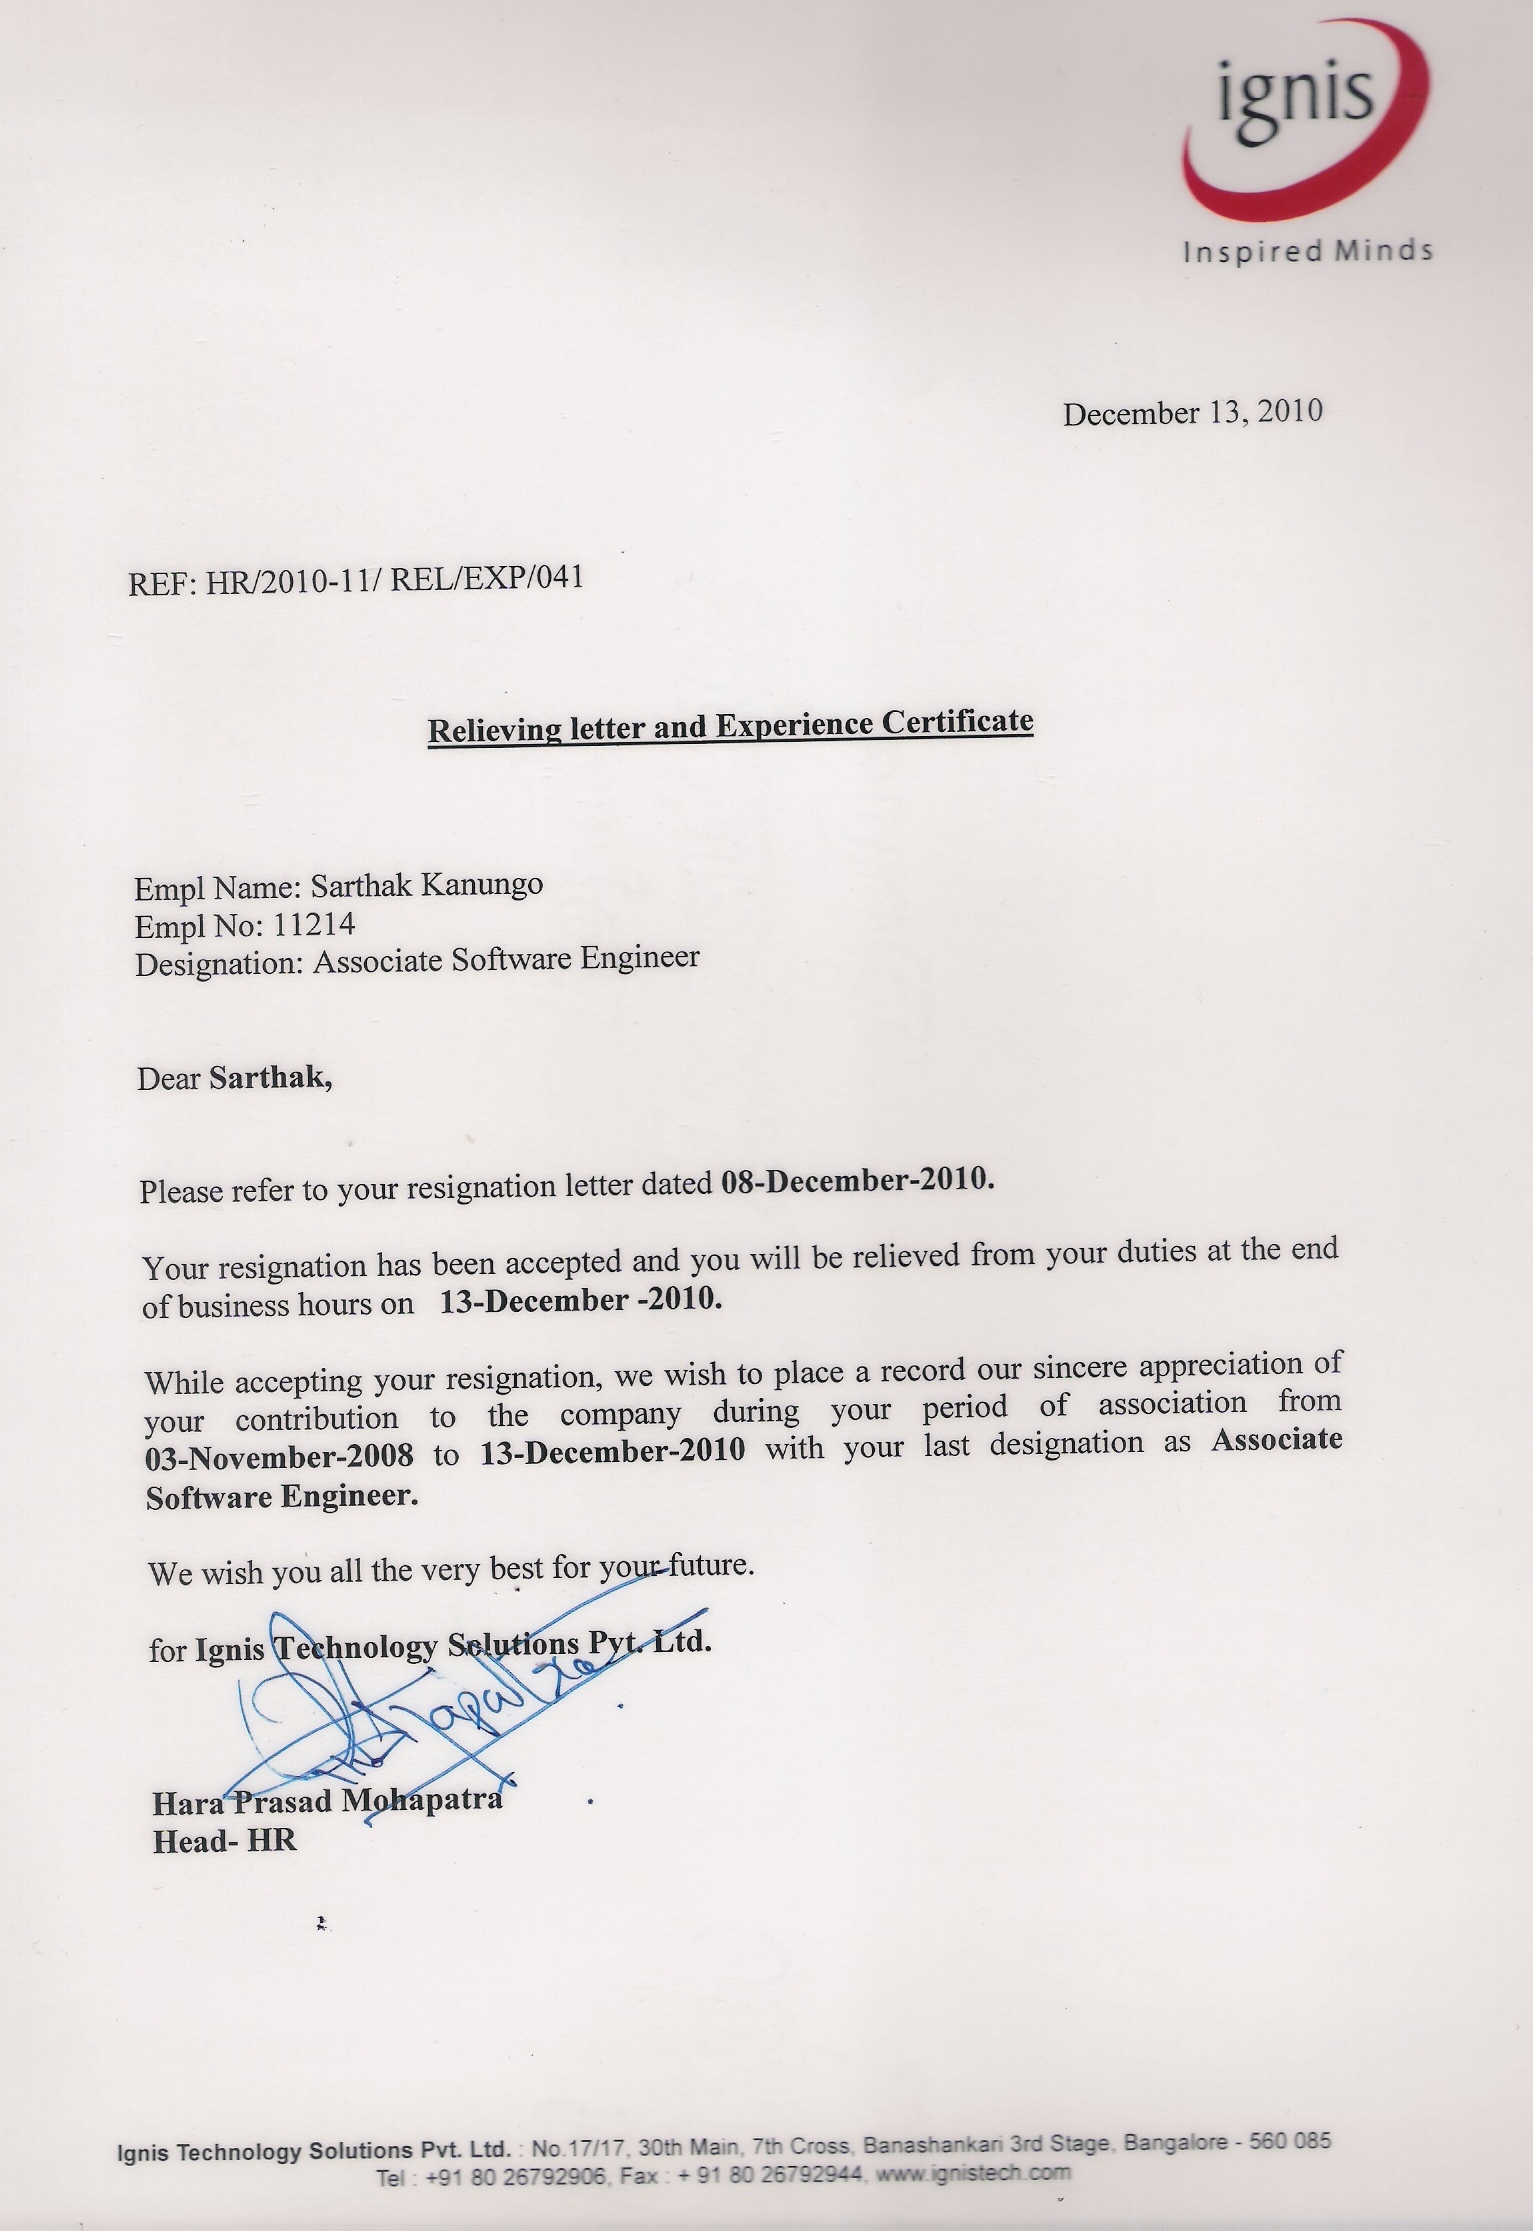 ignis
Inspired Minds
December 13, 2010
REF: HR/2010-11/ REL/EXP/041
Relieving letter and Experience Certificate
Empl Name: Sarthak Kanungo
Empl No: 11214
Designation: Associate Software Engineer
Dear Sarthak,
Please refer to your resignation letter dated 08-December-2010.
Your resignation has been accepted and you will be relieved from your duties at the end
of business hours on 13-December -2010.
While accepting your resignation, we wish to place a record our sincere appreciation of
your contribution to the company during your period of association from
03-November-2008 to 13-December-2010 with your last designation as Associate
Software Engineer.
We wish you all the very best for your future.
for Ignis Technology Solutions Pvt. Ltd.
Hara Prasad Mohapatra
Head- HR
Ignis Technology Solutions Pvt. Ltd. : No.17/17, 30th Main, 7th Cross, Banashankari 3rd Stage, Bangalore - 560 085
Tel : +91 80 26792906, Fax : + 91 80 26792944, www.ignistech.com